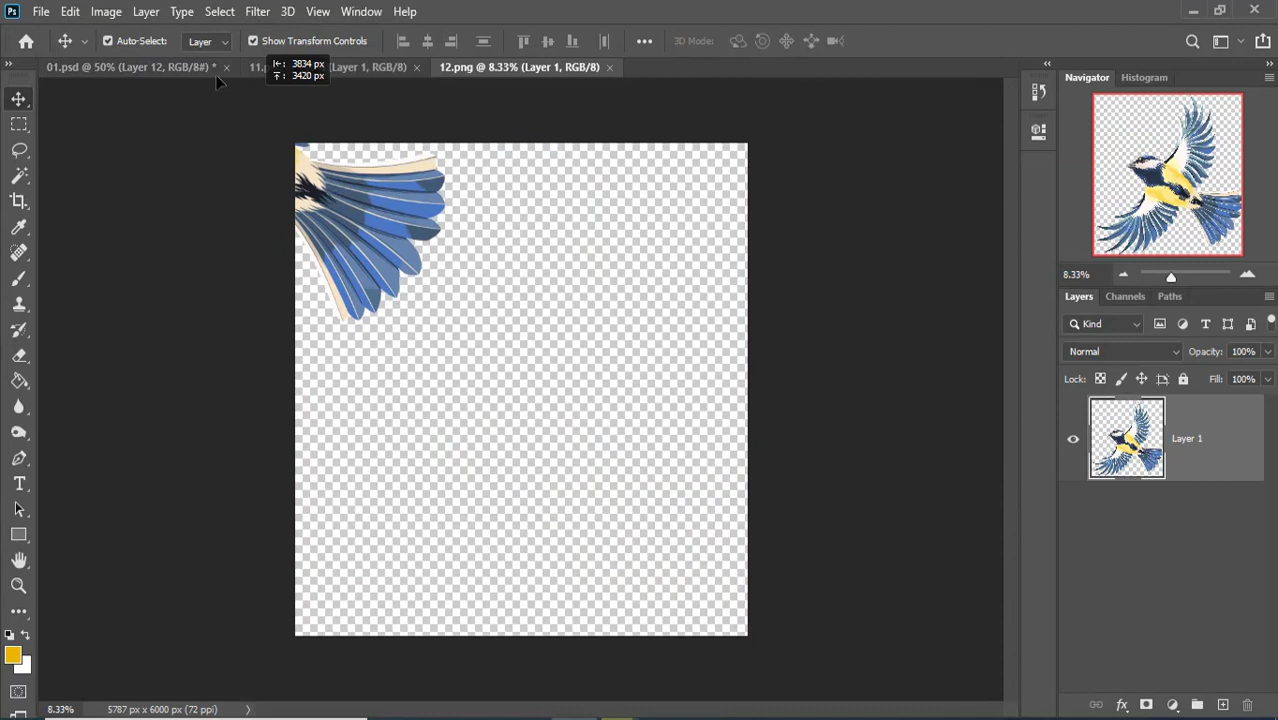 Ps File Edit Image Layer Type Select Filter 3D View Window Help
Auto-Select: Layer Show Transform Controls 3D Mode:
01.psd @ 50% (Layer 12, RGB/8#) * 11.p Layer 1, RGB/8) 12.png @ 8.33% (Layer 1, RGB/8)
3834 px
3420 px
Navigator Histogram
8.33%
Layers Channels Paths
Kind
Normal Opacity: 100%
Lock: Fill: 100%
Layer 1
8.33% 5787 px x 6000 px (72 ppi)